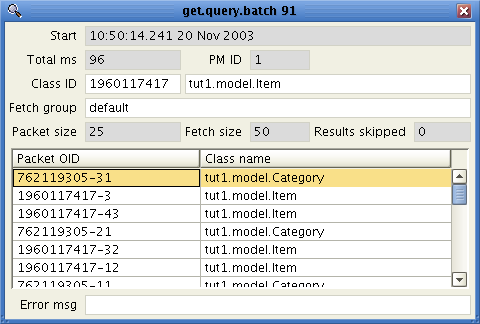 get.query.batch 91
Start 10:50:14.241 20 Nov 2003
Total ms 96 PM ID 1
Class ID 1960117417 tut1.model.Item
Fetch group default
Packet size 25 Fetch size 50 Results skipped 0
Packet OID Class name
762119305-31 tut1.model.Category
1960117417-3 tut1.model.Item
1960117417-43 tut1.model.Item
762119305-21 tut1.model.Category
1960117417-32 tut1.model.Item
1960117417-12 tut1.model.Item
762119305-11 tut1.model.Category
Error msg